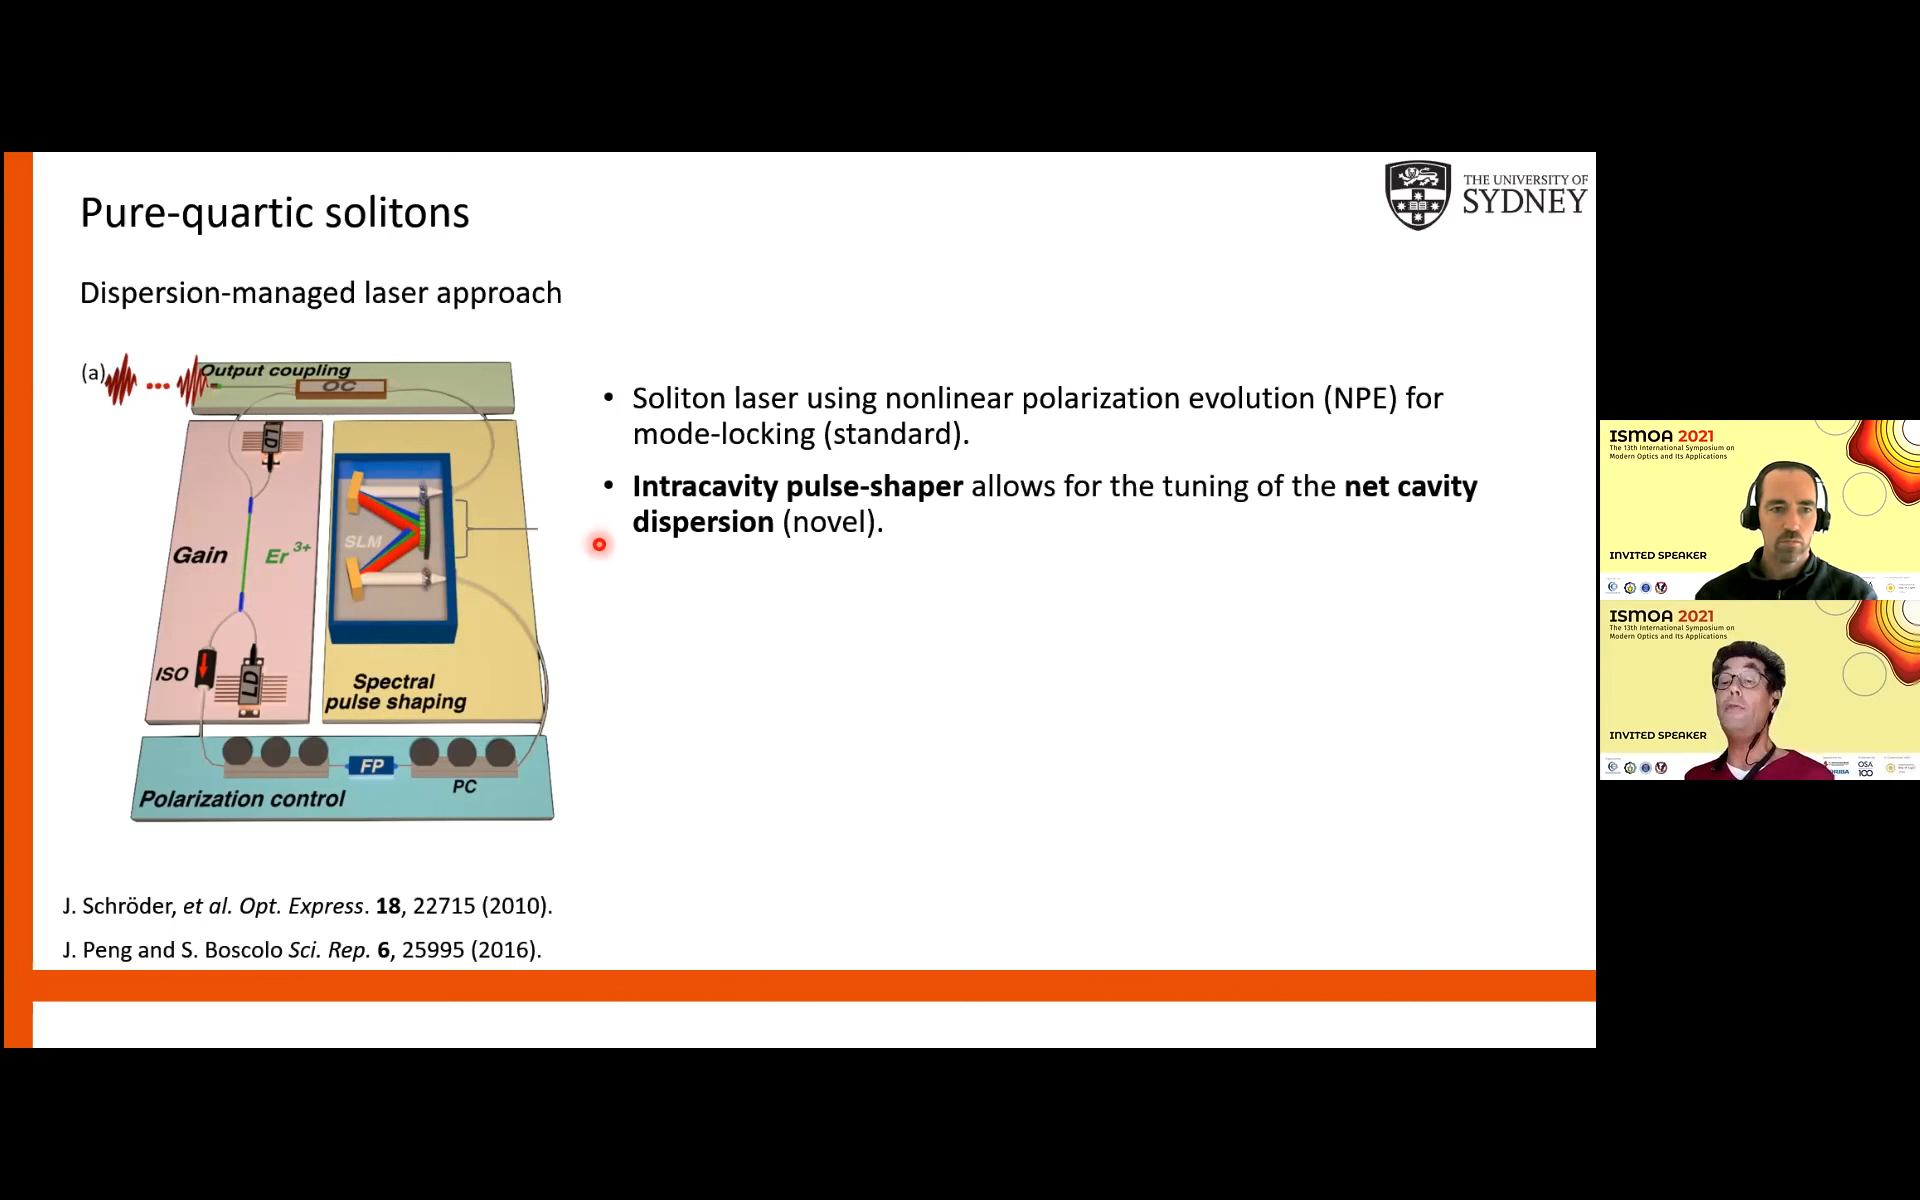 THE UNIVERSITY OF
SYDNEY
Pure-quartic solitons
Dispersion-managed laser approach
(a)
Output coupling
OC
LD
Gain
Er 3+
SLM
ISO
LD
Spectral
pulse shaping
FP
PC
Polarization control
• Soliton laser using nonlinear polarization evolution (NPE) for
mode-locking (standard).
• Intracavity pulse-shaper allows for the tuning of the net cavity
dispersion (novel).
J. Schröder, et al. Opt. Express. 18, 22715 (2010).
J. Peng and S. Boscolo Sci. Rep. 6, 25995 (2016).
ISMOA 2021
The 13th International Symposium on
Modern Optics and Its Applications
INVITED SPEAKER
ISMOA 2021
The 13th International Symposium on
Modern Optics and Its Applications
INVITED SPEAKER
OSA
100